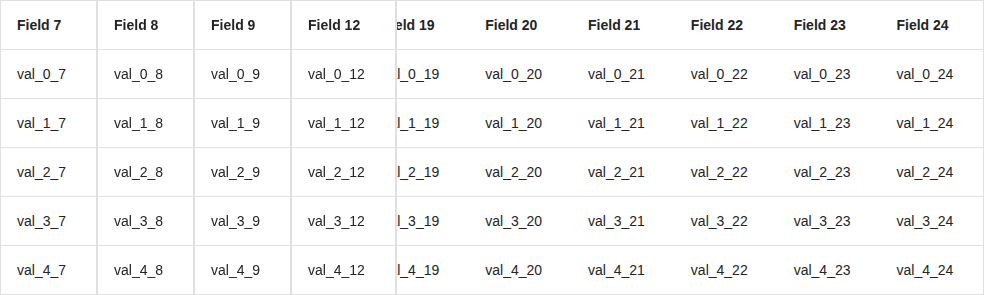 Field 7 Field 8 Field 9 Field 12 eld 19 Field 20 Field 21 Field 22 Field 23 Field 24
val_0_7 val_0_8 val_0_9 val_0_12 l_0_19 val_0_20 val_0_21 val_0_22 val_0_23 val_0_24
val_1_7 val_1_8 val_1_9 val_1_12 l_1_19 val_1_20 val_1_21 val_1_22 val_1_23 val_1_24
val_2_7 val_2_8 val_2_9 val_2_12 l_2_19 val_2_20 val_2_21 val_2_22 val_2_23 val_2_24
val_3_7 val_3_8 val_3_9 val_3_12 l_3_19 val_3_20 val_3_21 val_3_22 val_3_23 val_3_24
val_4_7 val_4_8 val_4_9 val_4_12 l_4_19 val_4_20 val_4_21 val_4_22 val_4_23 val_4_24